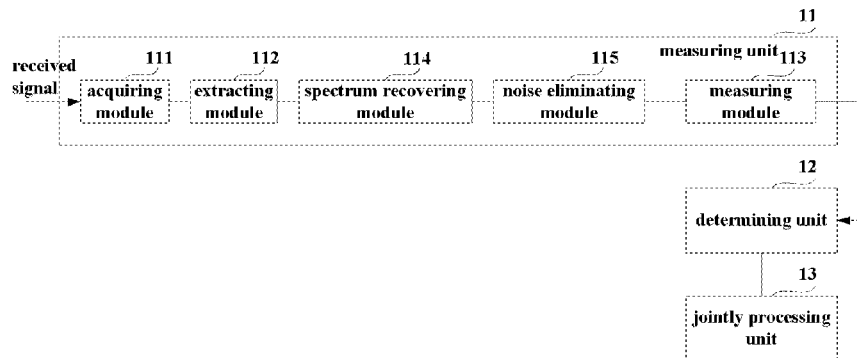 11
measuring unit
received
signal
111
112
114
115
113
acquiring
module
extracting
module
spectrum recovering
module
noise eliminating
module
measuring
module
12
determining unit
13
jointly processing
unit